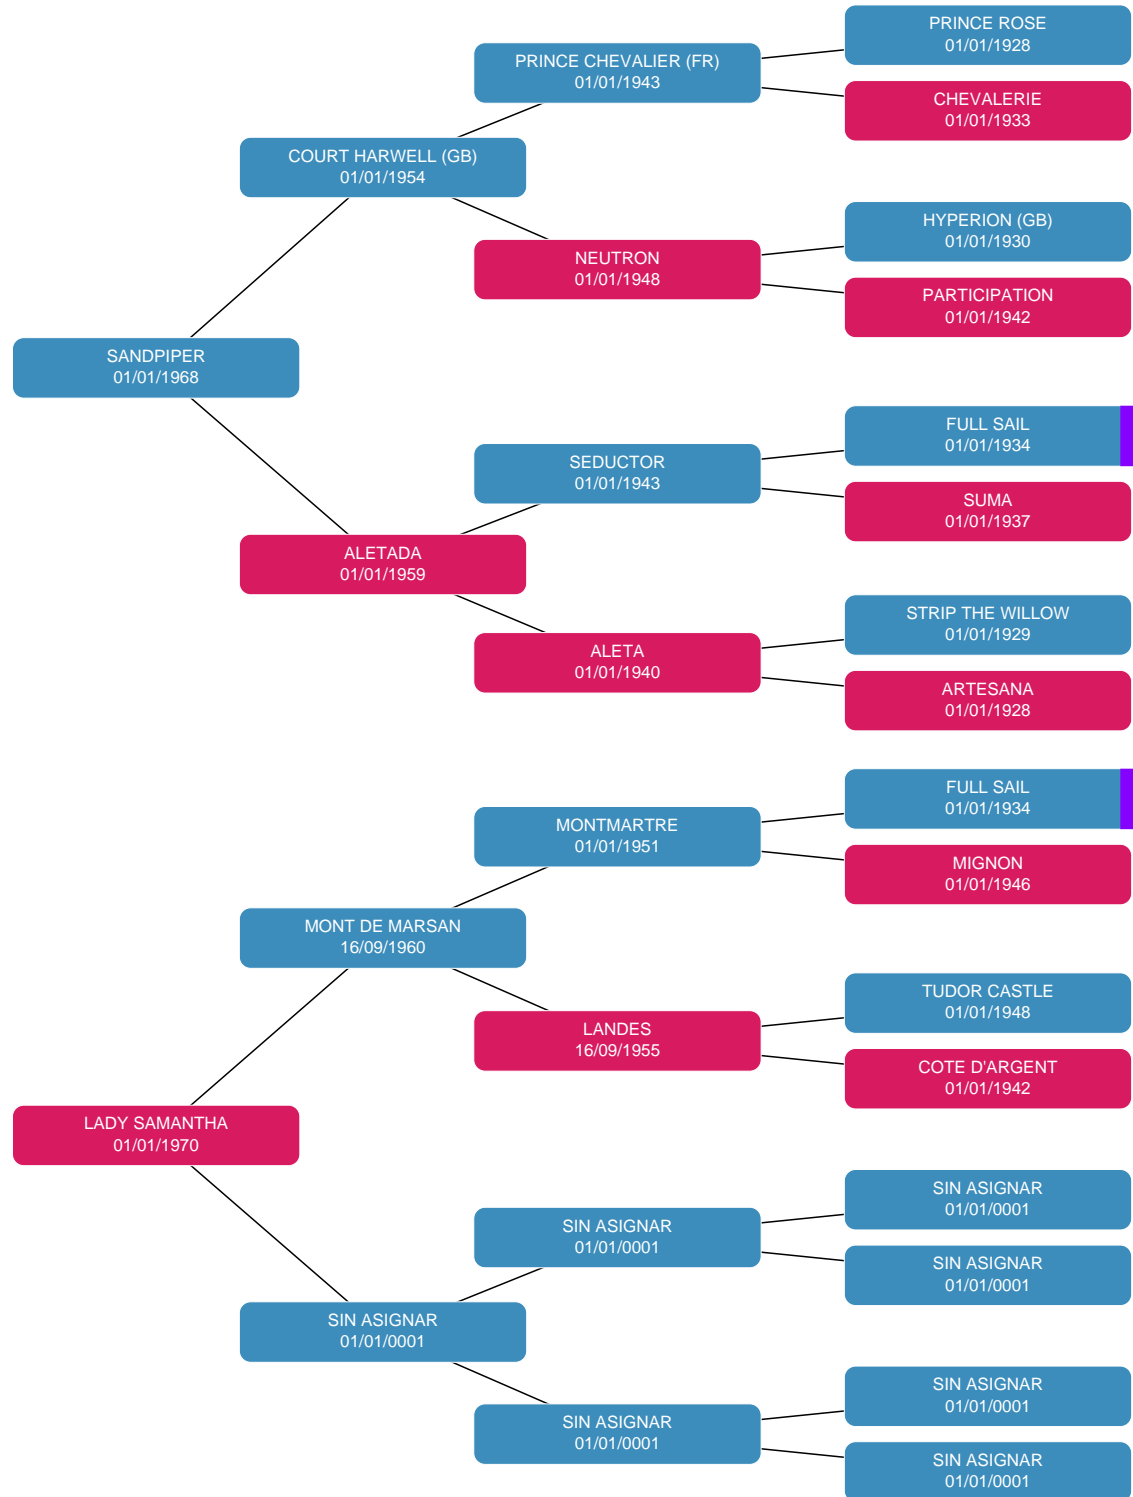 PRINCE ROSE
01/01/1928
PRINCE CHEVALIER (FR)
01/01/1943
CHEVALERIE
01/01/1933
COURT HARWELL (GB)
01/01/1954
HYPERION (GB)
01/01/1930
NEUTRON
01/01/1948
PARTICIPATION
01/01/1942
SANDPIPER
01/01/1968
FULL SAIL
01/01/1934
SEDUCTOR
01/01/1943
SUMA
01/01/1937
ALETADA
01/01/1959
STRIP THE WILLOW
01/01/1929
ALETA
01/01/1940
ARTESANA
01/01/1928
FULL SAIL
01/01/1934
MONTMARTRE
01/01/1951
MIGNON
01/01/1946
MONT DE MARSAN
16/09/1960
TUDOR CASTLE
01/01/1948
LANDES
16/09/1955
COTE D'ARGENT
01/01/1942
LADY SAMANTHA
01/01/1970
SIN ASIGNAR
01/01/0001
SIN ASIGNAR
01/01/0001
SIN ASIGNAR
01/01/0001
SIN ASIGNAR
01/01/0001
SIN ASIGNAR
01/01/0001
SIN ASIGNAR
01/01/0001
SIN ASIGNAR
01/01/0001